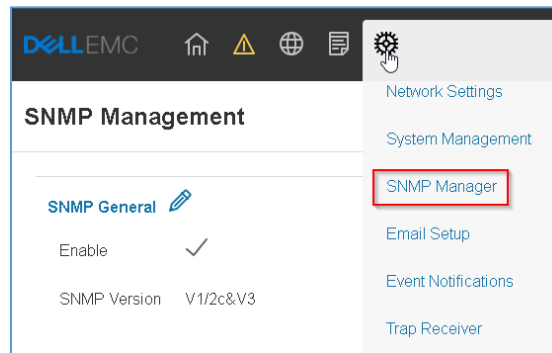 DELLEMC
SNMP Management
SNMP General
Enable
SNMP Version V1/2c&V3
Network Settings
System Management
SNMP Manager
Email Setup
Event Notifications
Trap Receiver